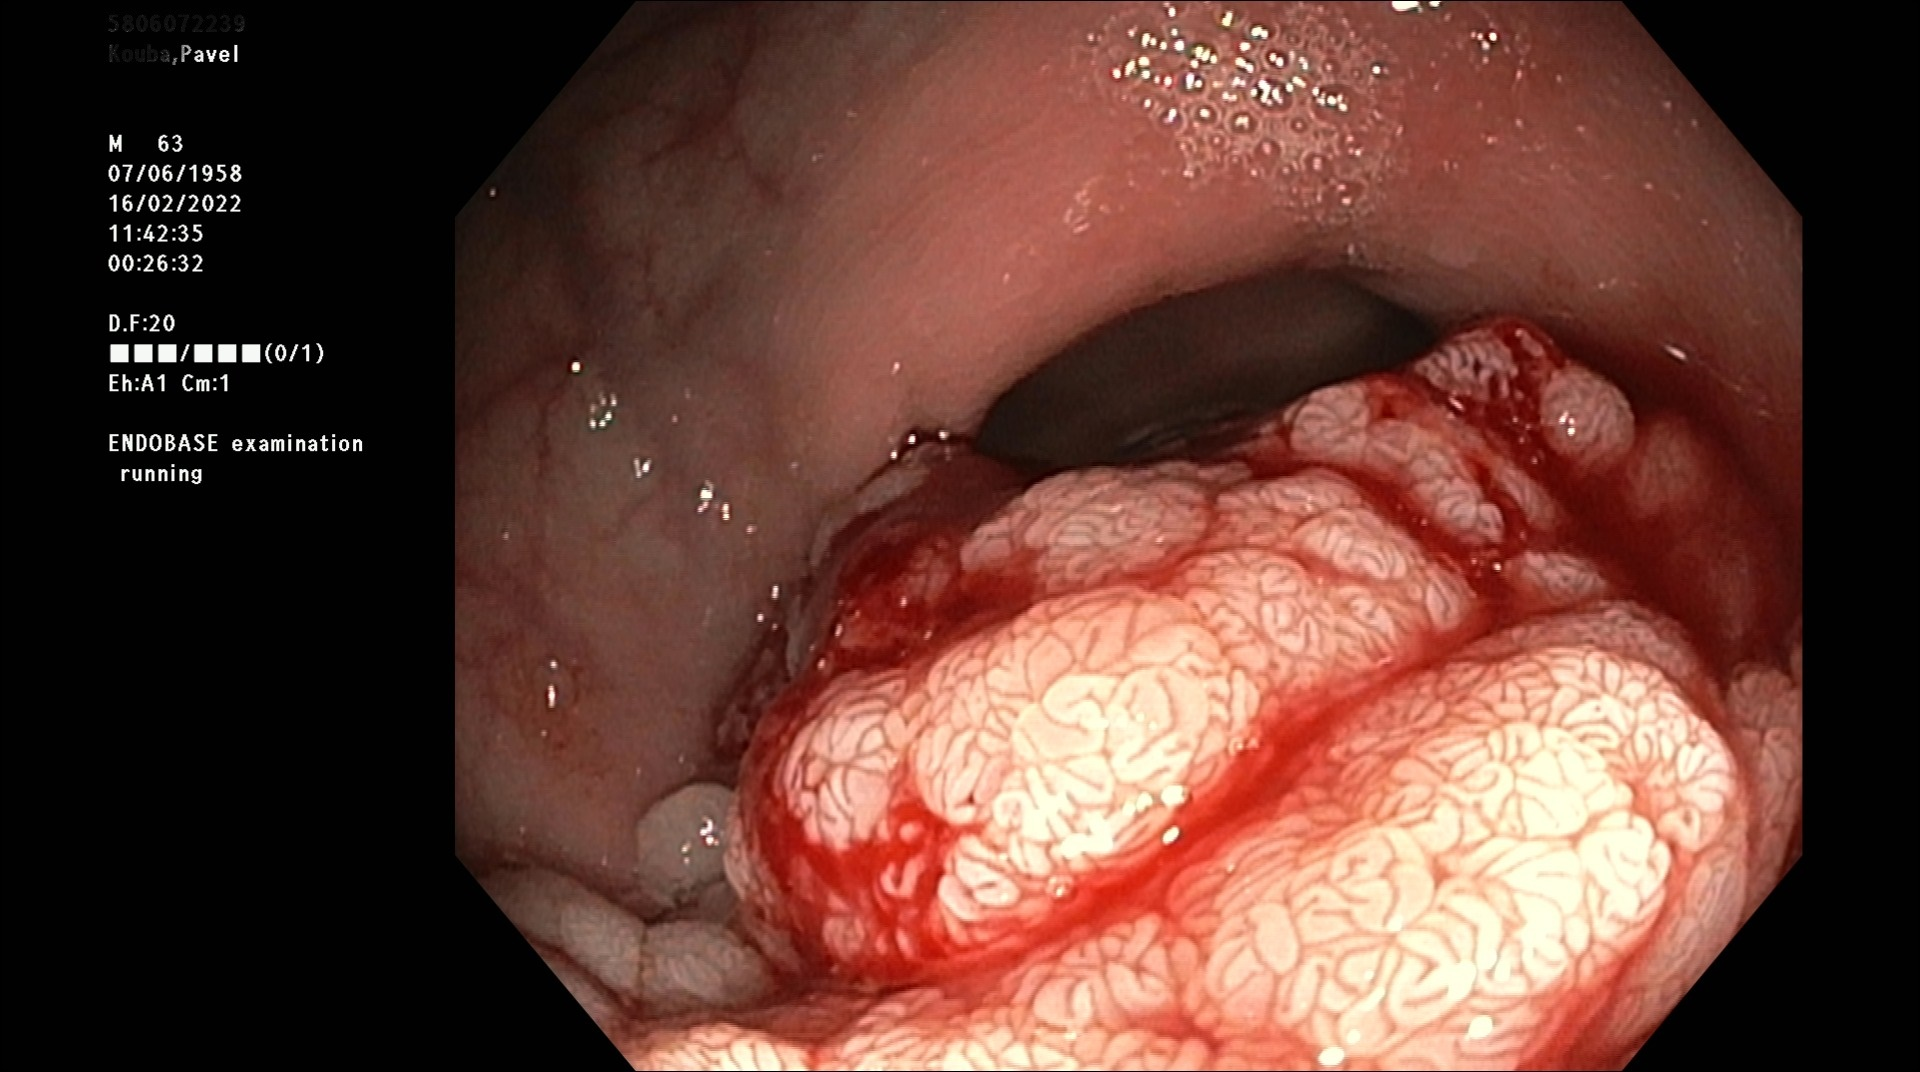 5806072239
Kouba,Pavel
M 63
07/06/1958
16/02/2022
11:42:35
00:26:32
D.F:20
■■■/■■■(0/1)
Eh:A1 Cm:1
ENDOBASE examination
running